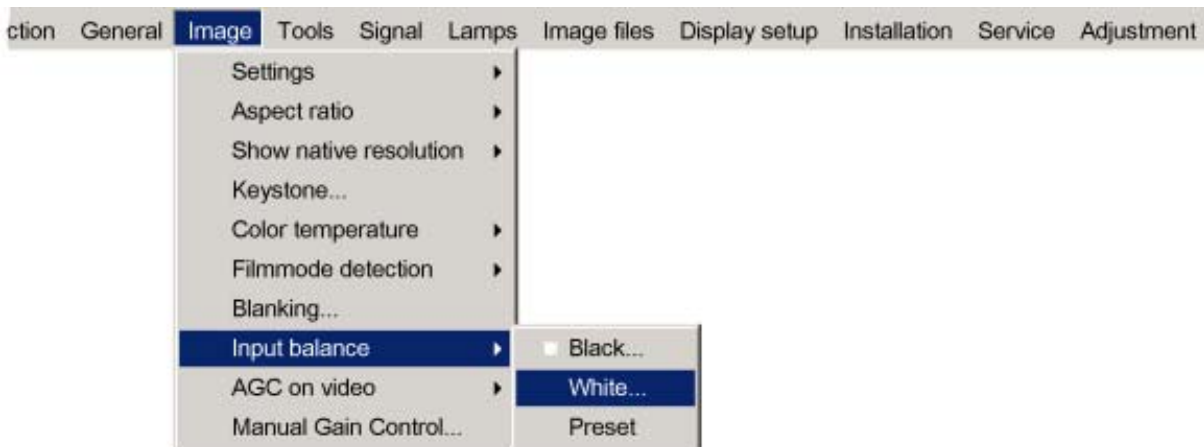 ction General Image Tools Signal Lamps Image files Display setup Installation Service Adjustment
Settings
Aspect ratio
Show native resolution
Keystone...
Color temperature
Filmmode detection
Blanking...
Input balance
Black...
AGC on video
White...
Manual Gain Control...
Preset